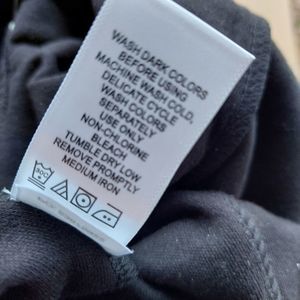 WASH DARK COLORS
BEFORE USING
MACHINE WASH COLD,
DELICATE CYCLE
WASH COLORS
SEPARATELY
USE ONLY
NON-CHLORINE
BLEACH
TUMBLE DRY LOW
REMOVE PROMPTLY
MEDIUM IRON